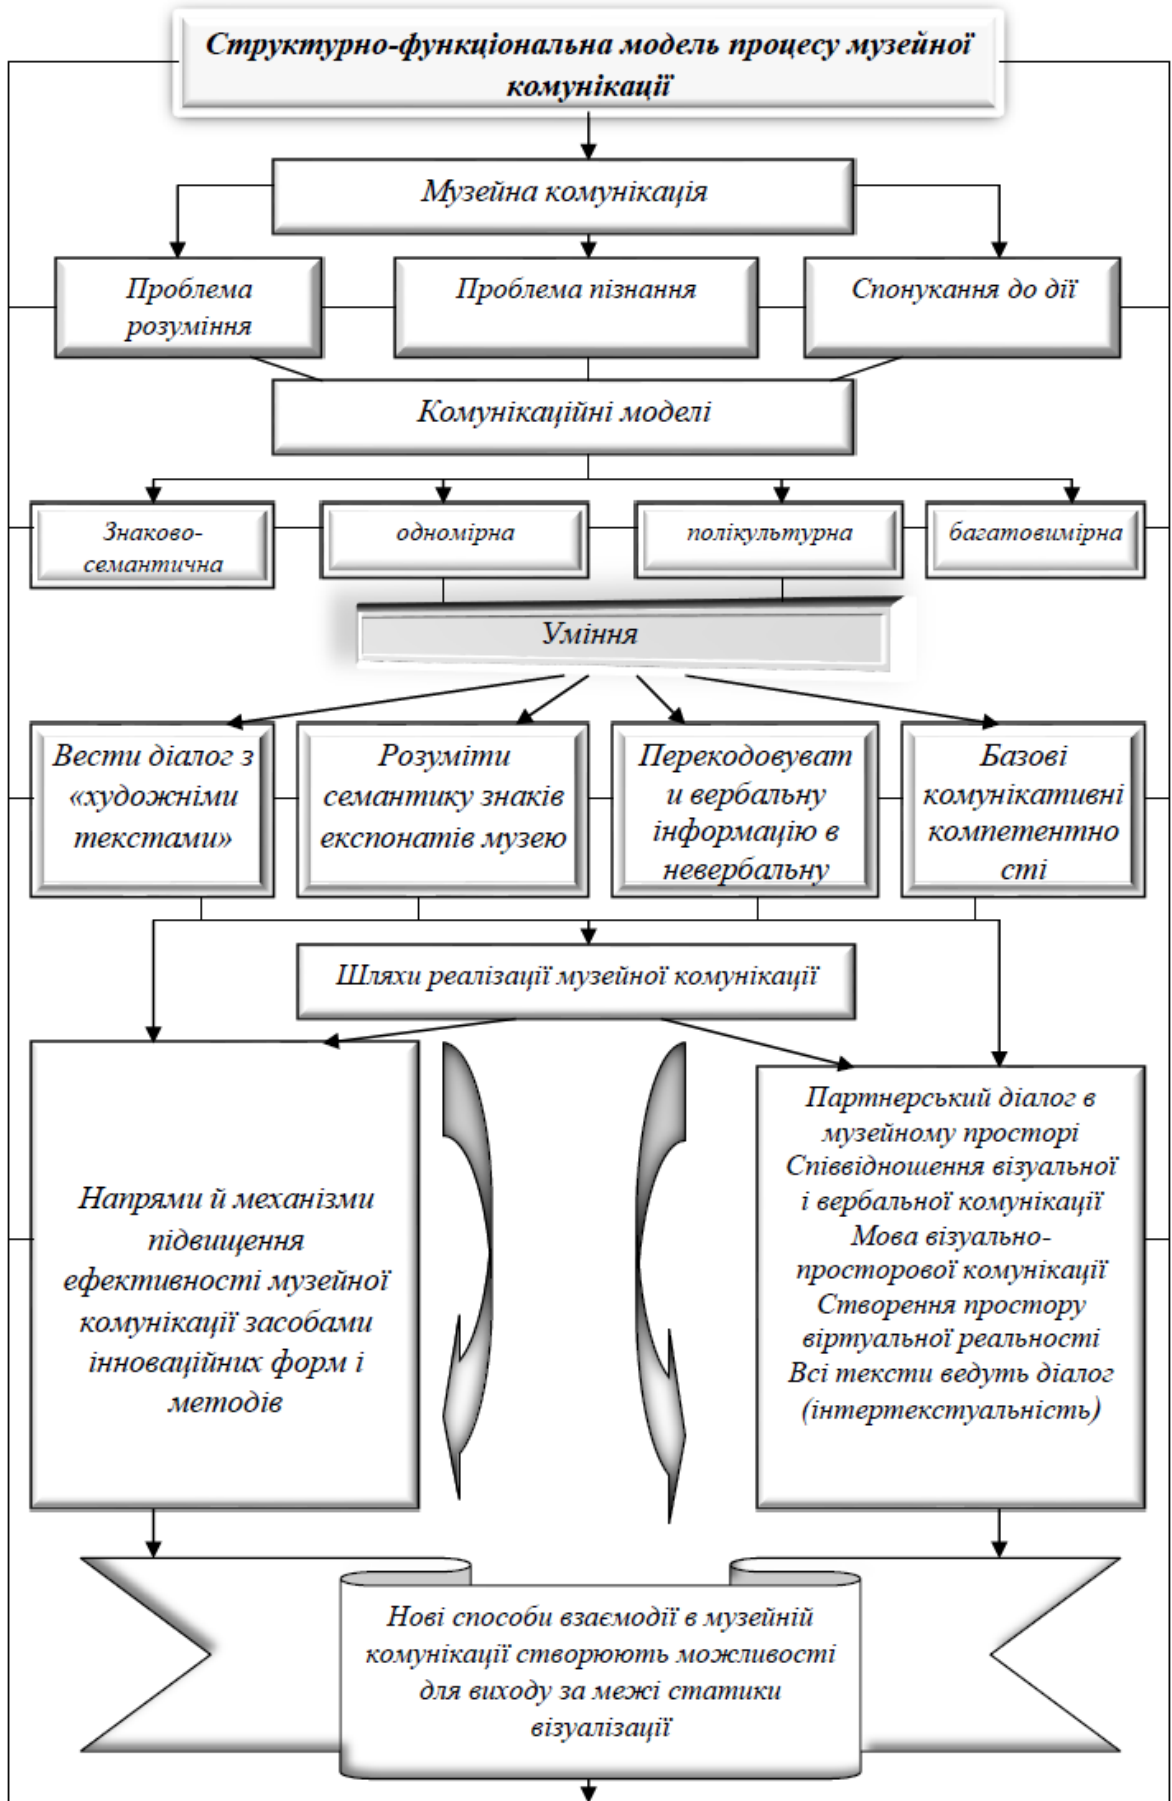 Структурно-функціональна модель процесу музейної
комунікації
Музейна комунікація
Проблема
розуміння
Проблема пізнання
Спонукання до дії
Комунікаційні моделі
Знаково-
семантична
одномірна
полікультурна
багатовимірна
Уміння
Вести діалог з
«художніми
текстами»
Розуміти
семантику знаків
експонатів музею
Перекодовуват
и вербальну
інформацію в
невербальну
Базові
комунікативні
компетентно
сті
Шляхи реалізації музейної комунікації
Напрями й механізми
підвищення
ефективності музейної
комунікації засобами
інноваційних форм і
методів
Партнерський діалог в
музейному просторі
Співвідношення візуальної
і вербальної комунікації
Мова візуально-
просторової комунікації
Створення простору
віртуальної реальності
Всі тексти ведуть діалог
(інтертекстуальність)
Нові способи взаємодії в музейній
комунікації створюють можливості
для виходу за межі статики
візуалізації